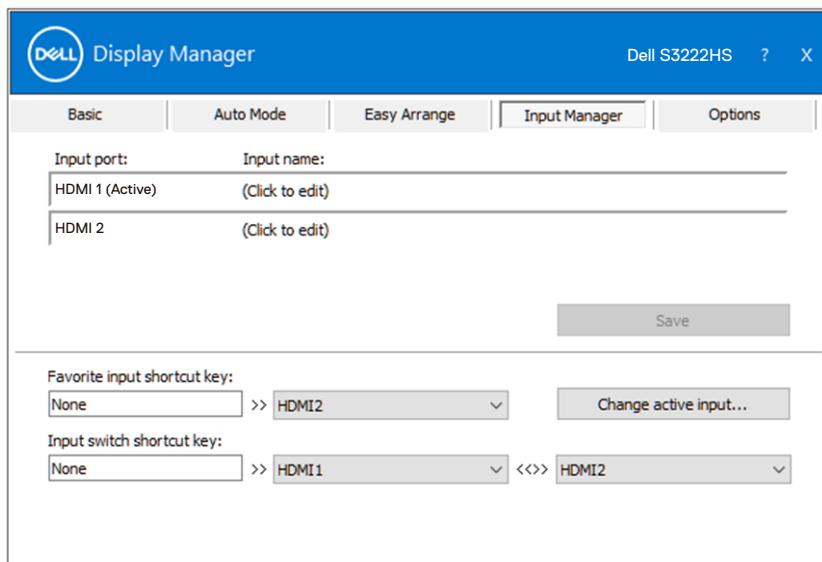 DELL Display Manager Dell S3222HS ? X
Basic Auto Mode Easy Arrange Input Manager Options
Input port: Input name:
HDMI 1 (Active) (Click to edit)
HDMI 2 (Click to edit)
Save
Favorite input shortcut key:
None >> HDMI2 Change active input...
Input switch shortcut key:
None >> HDMI1 <<>> HDMI2